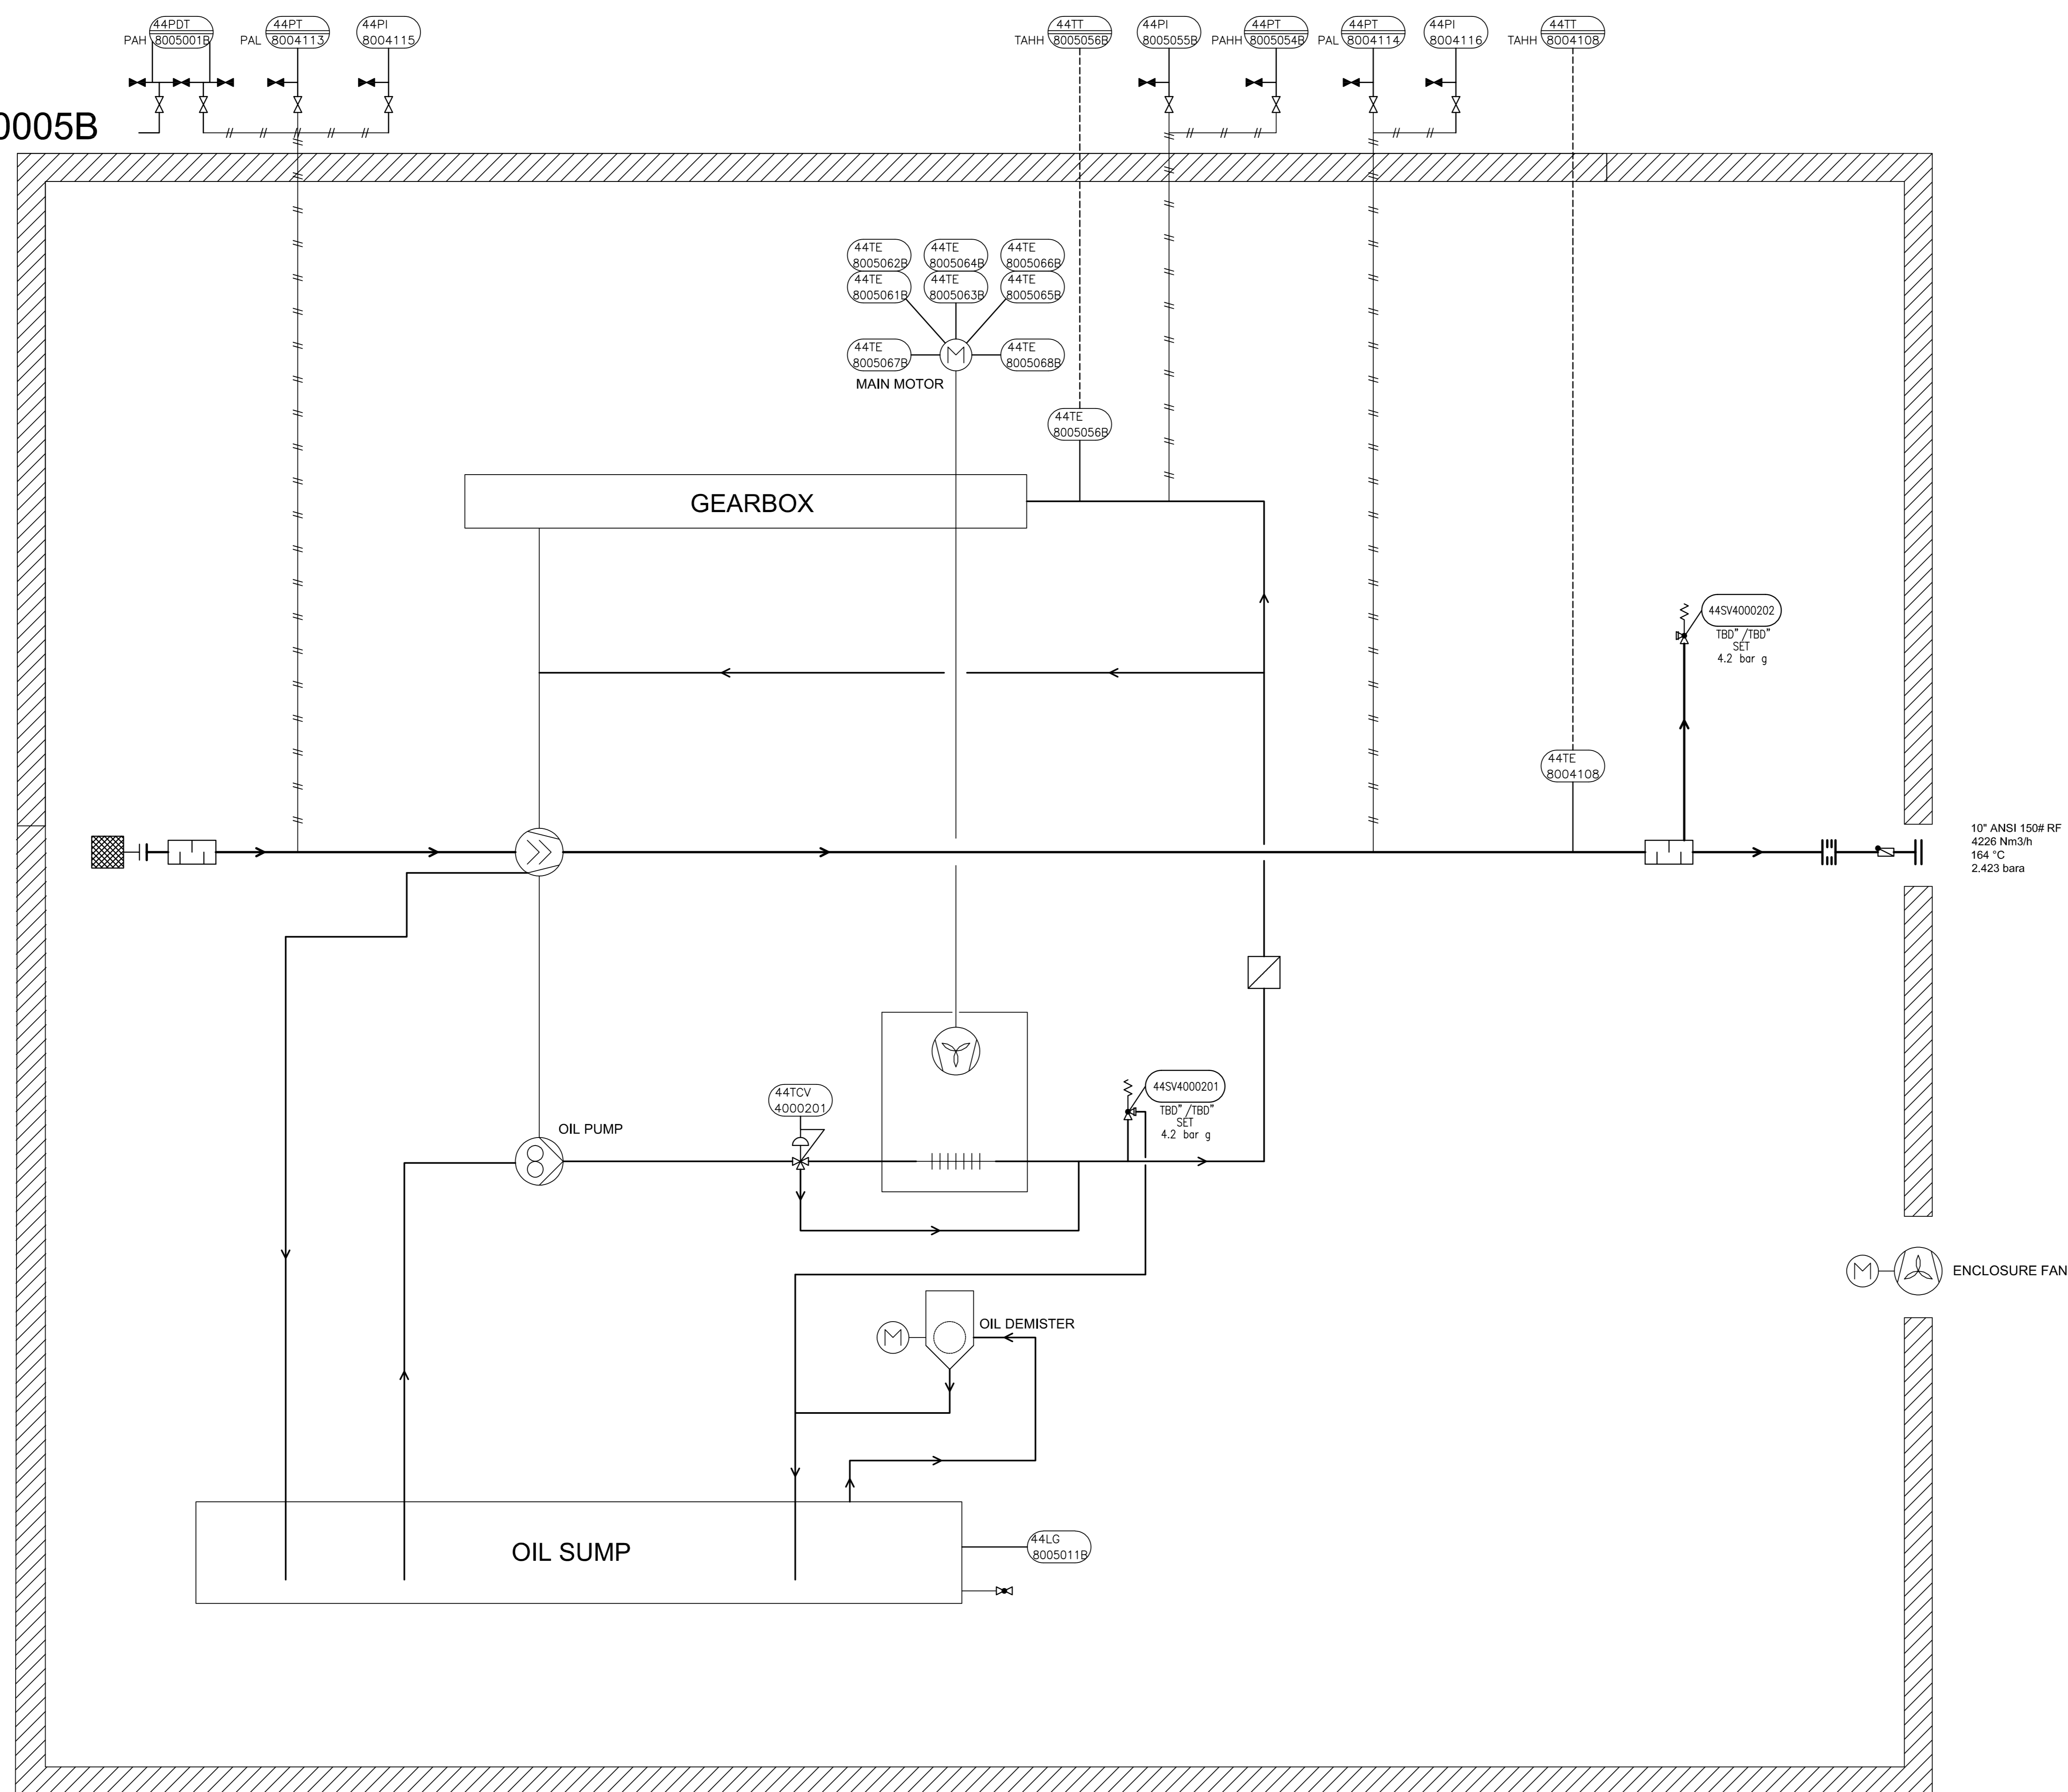 44PDT
PAH 8005001B
44PT
PAL 8004113
44PI
8004115
44TT
TAHH 8005056B
44PI
8005055B
44PT
PAHH 8005054B
44PT
PAL 8004114
44PI
8004116
44TT
TAHH 8004108
0005B
44TE
8005062B
44TE
8005064B
44TE
8005066B
44TE
8005061B
44TE
8005063B
44TE
8005065B
44TE
8005067B
M
44TE
8005068B
MAIN MOTOR
44TE
8005056B
GEARBOX
44SV4000202
TBD" /TBD"
SET
4.2 bar g
44TE
8004108
10" ANSI 150# RF
4226 Nm3/h
164 °C
2.423 bara
44TCV
4000201
44SV4000201
TBD" /TBD"
SET
4.2 bar g
OIL PUMP
M
ENCLOSURE FAN
OIL DEMISTER
M
OIL SUMP
44LG
8005011B